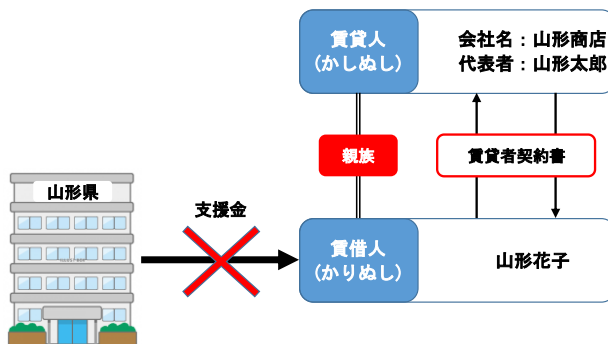 賃貸人
(かしぬし)
会社名：山形商店
代表者：山形太郎
親族
賃貸者契約書
山形県
支援金
賃借人
(かりぬし)
山形花子